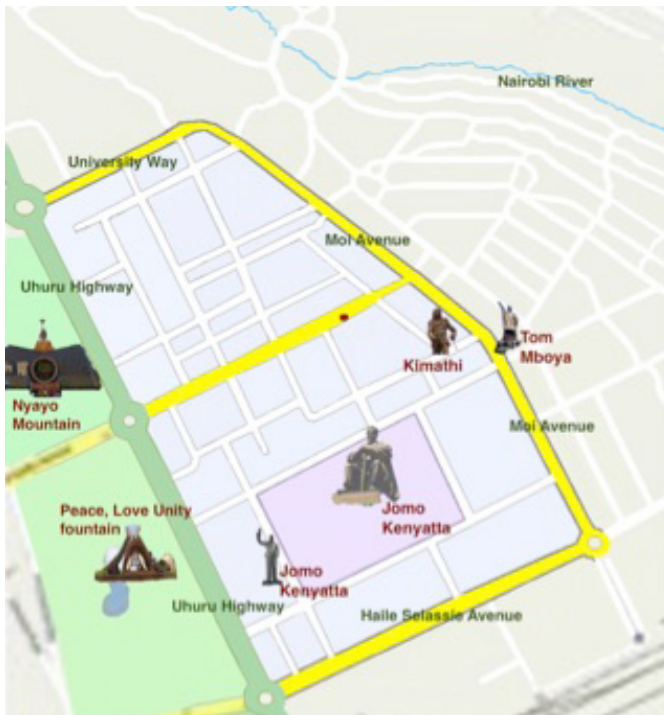 Nairobi River
University Way
Moi Avenue
Uhuru Highway
Tom
Mboya
Kimathi
Nyayo
Mountain
Moi Avenue
Peace, Love Unity
fountain
Jomo
Kenyatta
Jomo
Kenyatta
Uhuru Highway
Haile Selassie Avenue